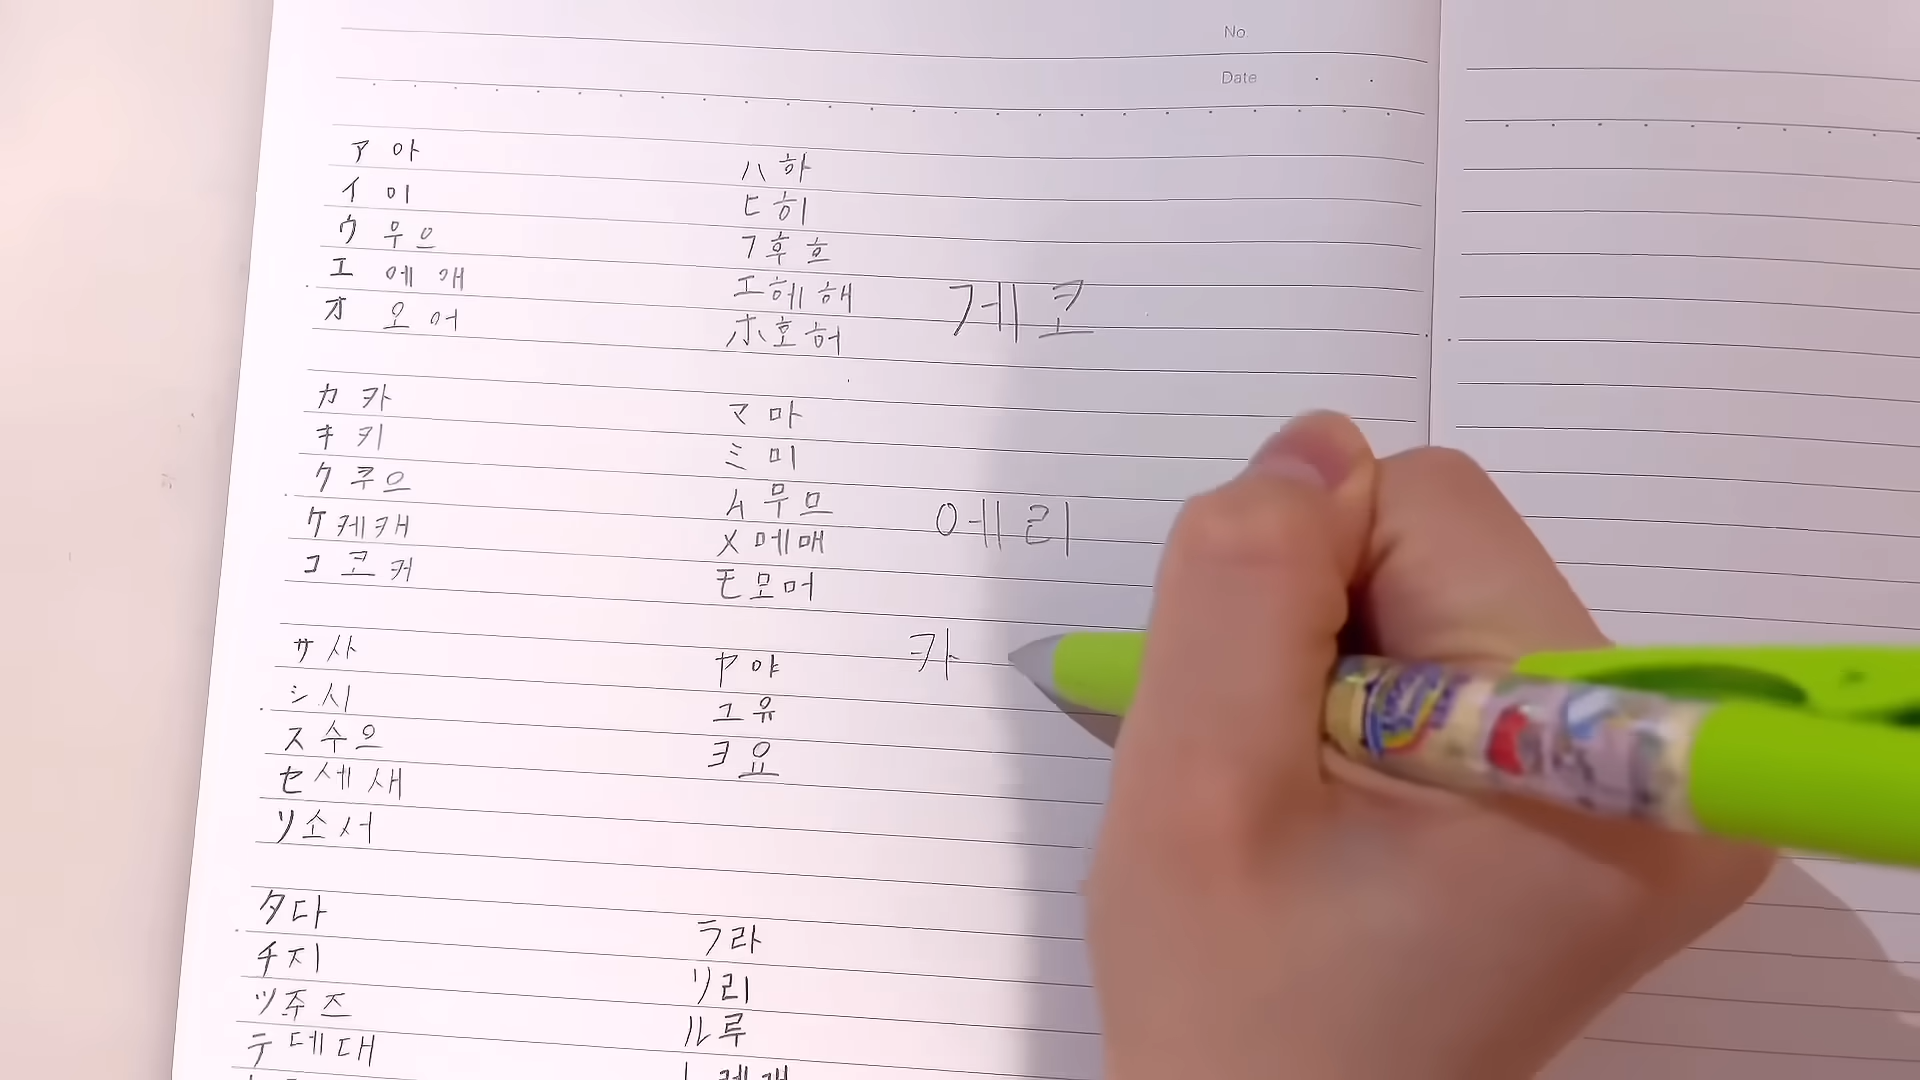 No.
Date
ア 아
イ 이
ウ 우 으
エ 에 애
オ 오 어
カ 카
キ 키
ク 쿠 으
ケ 케 캐
コ 코 커
サ 사
シ 시
ス 수 으
セ 세 새
ソ 소 서
タ 다
チ 지
ツ 쥬 즈
テ 데 대
ハ 하
ヒ 히
フ 후 흐
エ 헤 해
ホ 호 허
マ 마
ミ 미
ム 무 므
メ 메 매
モ 모 머
ヤ 야
ユ 유
ヨ 요
ラ 라
リ 리
ル 루
게코
에리
카